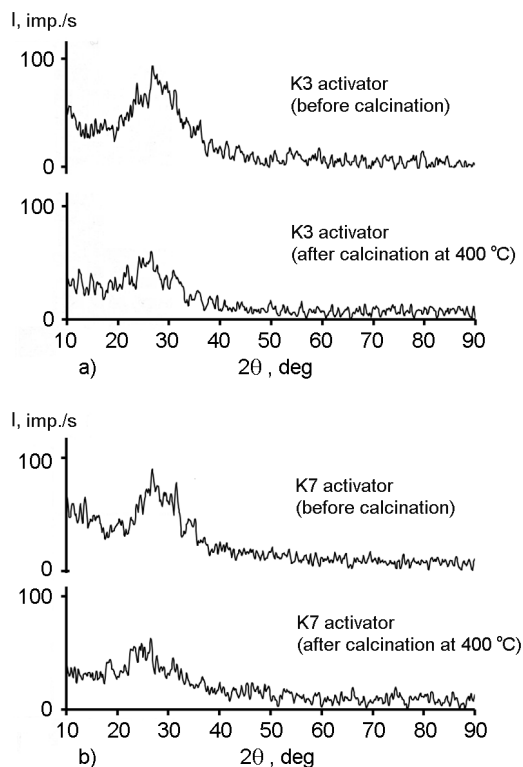 I, imp./s
100
K3 activator
(before calcination)
0
100
K3 activator
(after calcination at 400 °C)
0
10 20 30 40 50 60 70 80 90
a) 2θ , deg
I, imp./s
100
K7 activator
(before calcination)
0
100
K7 activator
(after calcination at 400 °C)
0
10 20 30 40 50 60 70 80 90
b) 2θ , deg